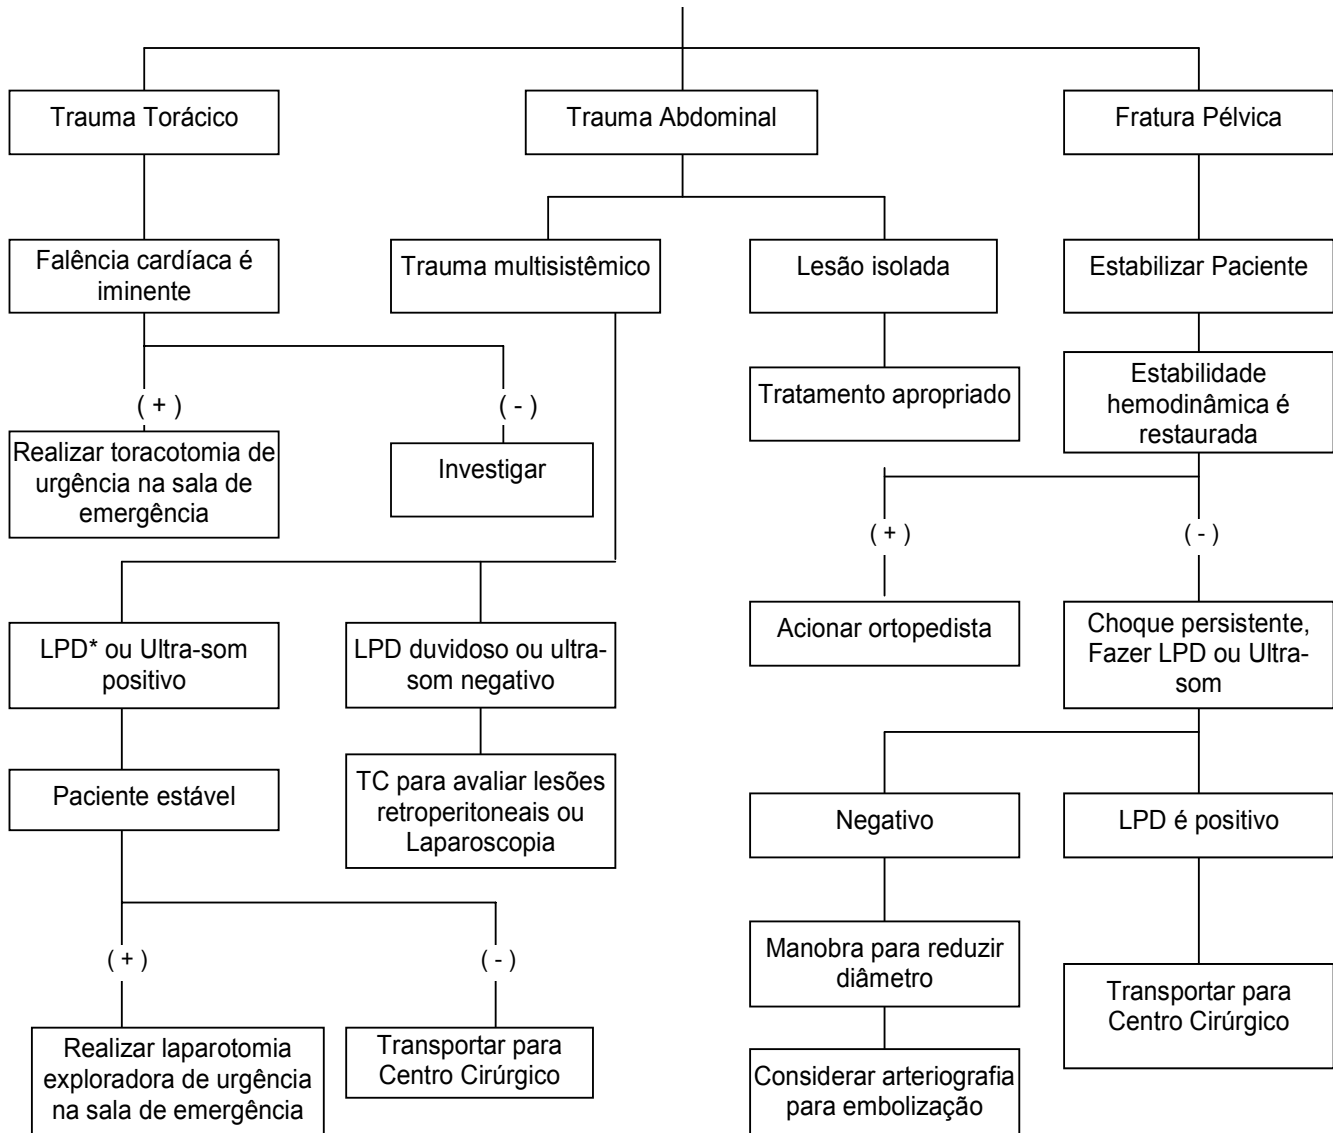 Trauma Torácico
Trauma Abdominal
Fratura Pélvica
Falência cardíaca é
iminente
Trauma multisistêmico
Lesão isolada
Estabilizar Paciente
Tratamento apropriado
Estabilidade
hemodinâmica é
restaurada
( + )
( - )
Realizar toracotomia de
urgência na sala de
emergência
Investigar
( + )
( - )
LPD* ou Ultra-som
positivo
LPD duvidoso ou ultra-
som negativo
Acionar ortopedista
Choque persistente,
Fazer LPD ou Ultra-
som
Paciente estável
TC para avaliar lesões
retroperitoneais ou
Laparoscopia
Negativo
LPD é positivo
( + )
( - )
Manobra para reduzir
diâmetro
Transportar para
Centro Cirúrgico
Realizar laparotomia
exploradora de urgência
na sala de emergência
Transportar para
Centro Cirúrgico
Considerar arteriografia
para embolização